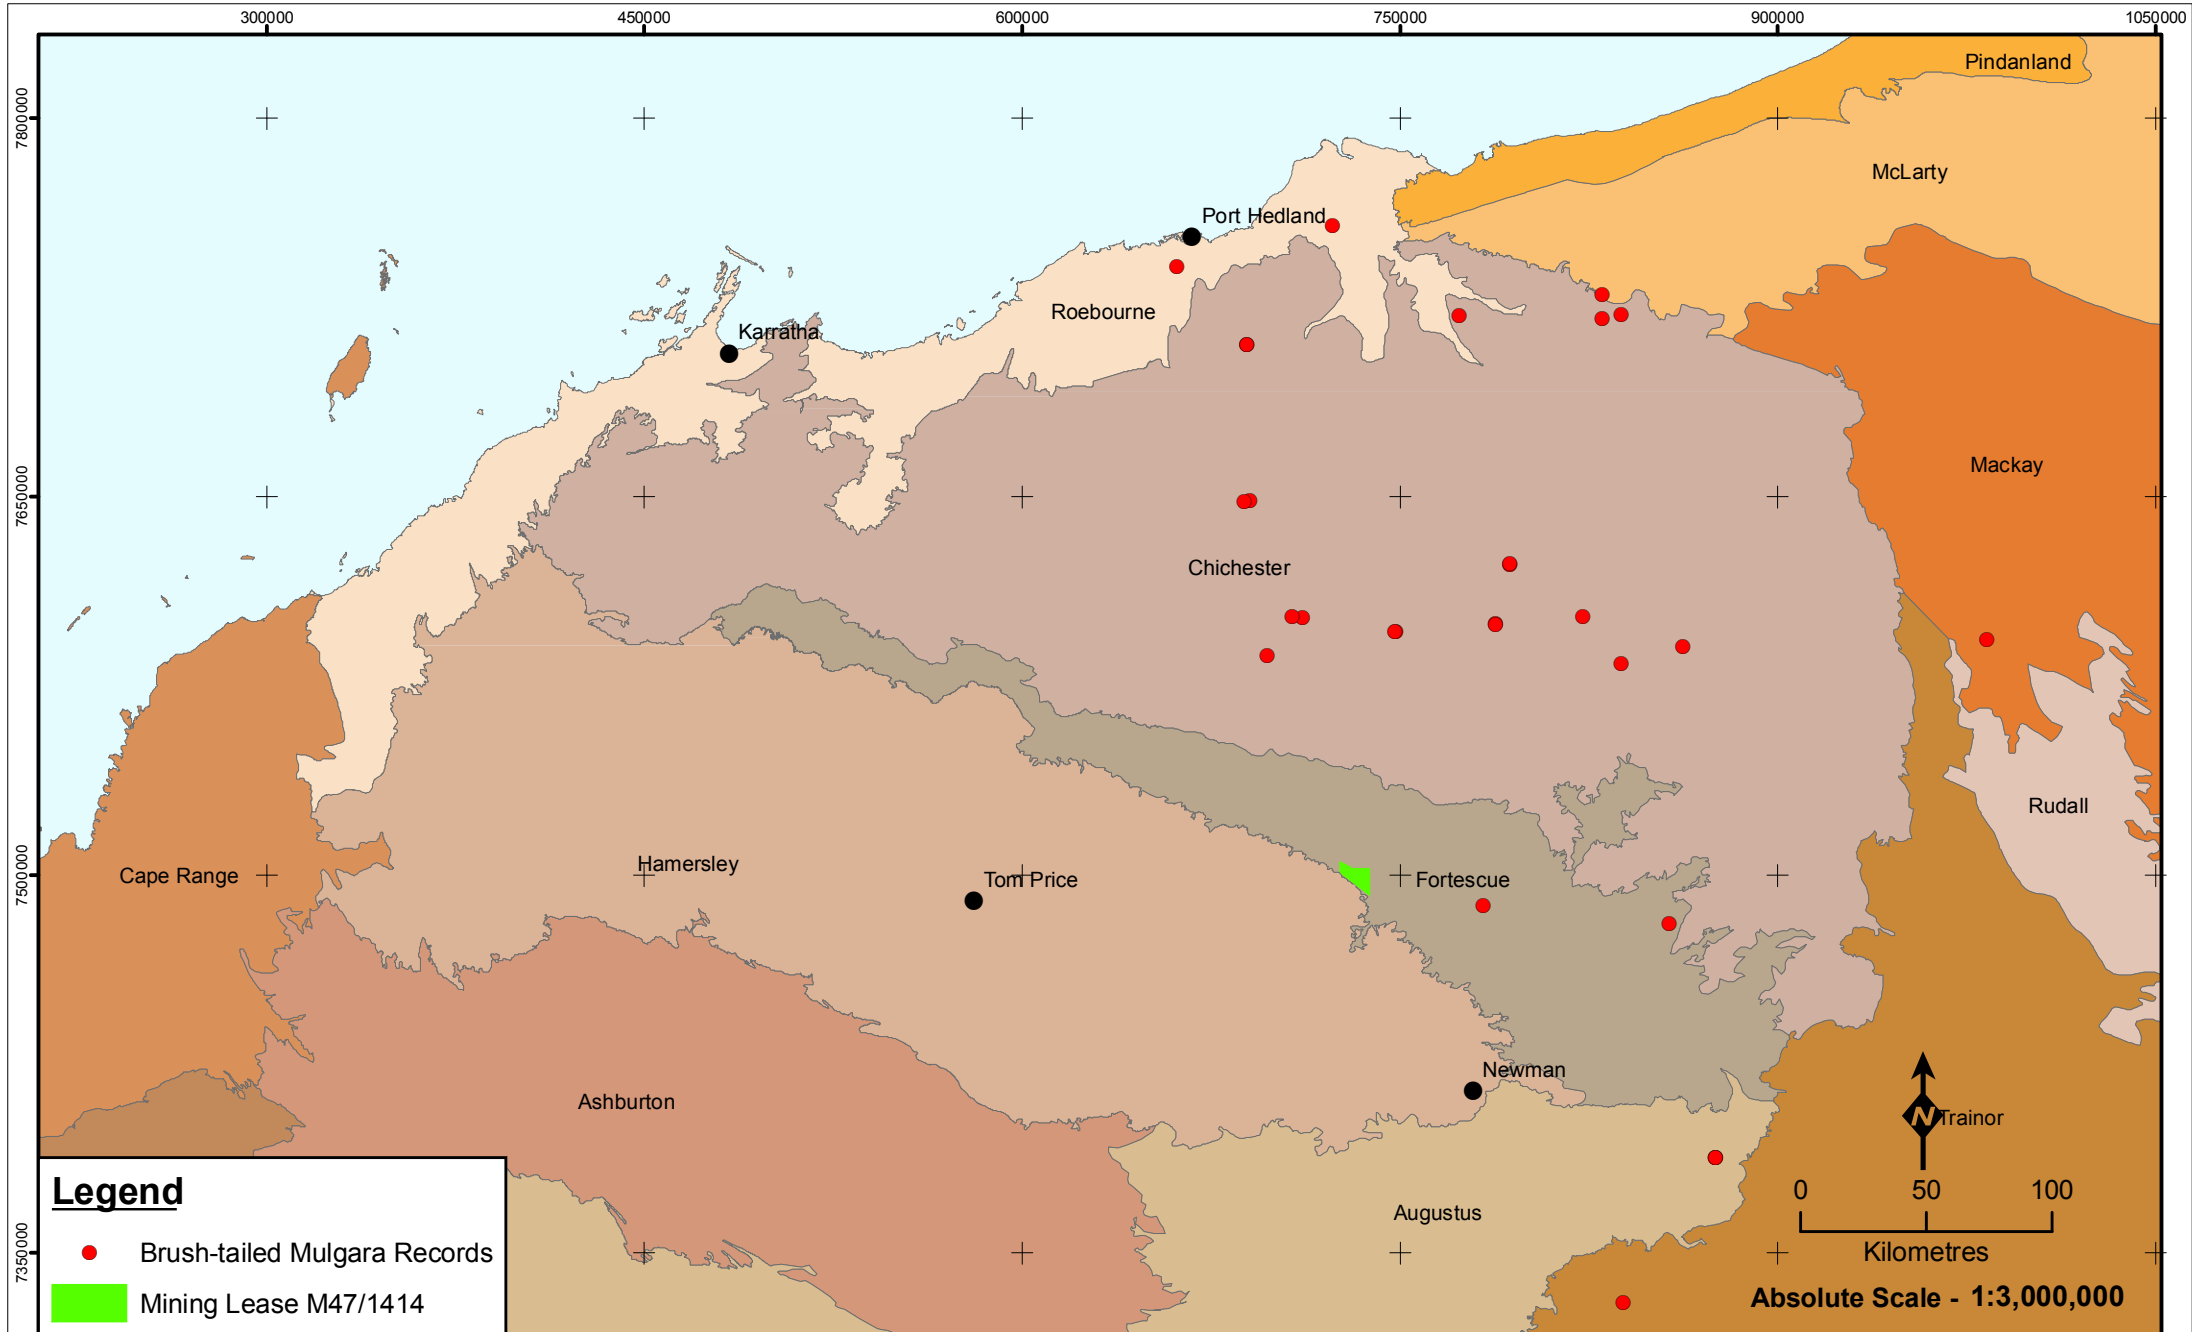 300000 450000 600000 750000 900000 1050000
7800000
7650000
7500000
7350000
Pindanland
McLarty
Port Hedland
Roebourne
Karratha
Mackay
Chichester
Rudall
Hamersley
Cape Range
Tom Price
Fortescue
Newman
Ashburton
N
Trainor
Augustus
0 50 100
Kilometres
Absolute Scale - 1:3,000,000
Legend
Brush-tailed Mulgara Records
Mining Lease M47/1414